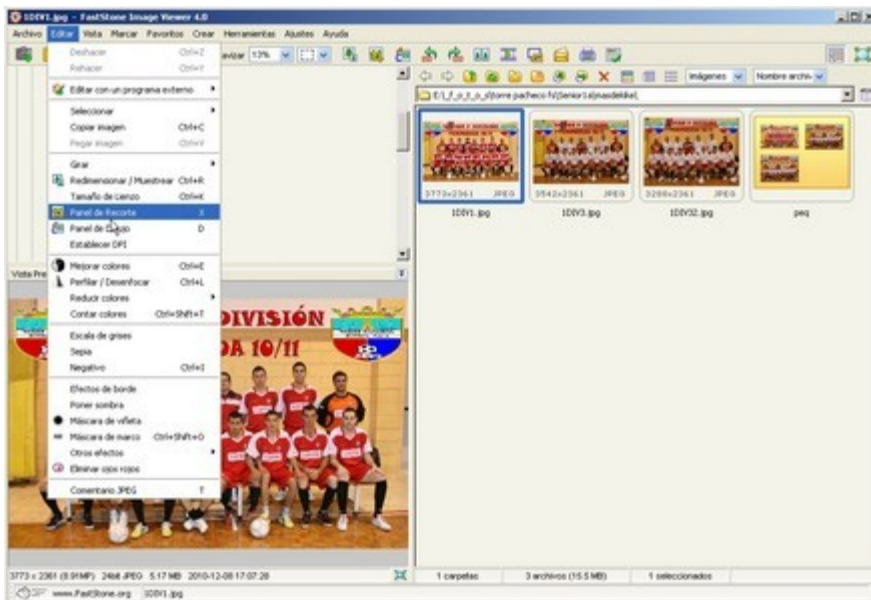 1DIV1.jpg - FastStone Image Viewer 4.0
Archivo Editar Vista Marcar Favoritos Crear Herramientas Ajustes Ayuda
Deshacer Ctrl+Z
Rehacer Ctrl+Y
Editar con un programa externo
Seleccionar
Copiar imagen Ctrl+C
Pegar imagen Ctrl+V
Girar
Redimensionar / Muestrear Ctrl+R
Tamaño de Lienzo Ctrl+K
Panel de Recorte X
Panel de D
Establecer DPI
Mejorar colores Ctrl+E
Perfilar / Desenfocar Ctrl+L
Reducir colores
Contar colores Ctrl+Shift+T
Escala de grises
Sepia
Negativo Ctrl+I
Efectos de borde
Poner sombra
Máscara de viñeta
Máscara de marco Ctrl+Shift+O
Otros efectos
Eliminar ojos rojos
Comentario JPEG T
avizar 13%
Imágenes Nombre archiv
3773x2361 JPEG
3542x2361 JPEG
3288x2361 JPEG
1DIV1.jpg
1DIV3.jpg
1DIV32.jpg
peq
Vista Pre
DIVISIÓN
DA 10/11
3773 x 2361 (8.91MP) 24bit JPEG 5.17 MB 2010-12-08 17:07:28
1 carpetas
3 archivos (15.5 MB)
1 seleccionados
www.FastStone.org
1DIV1.jpg